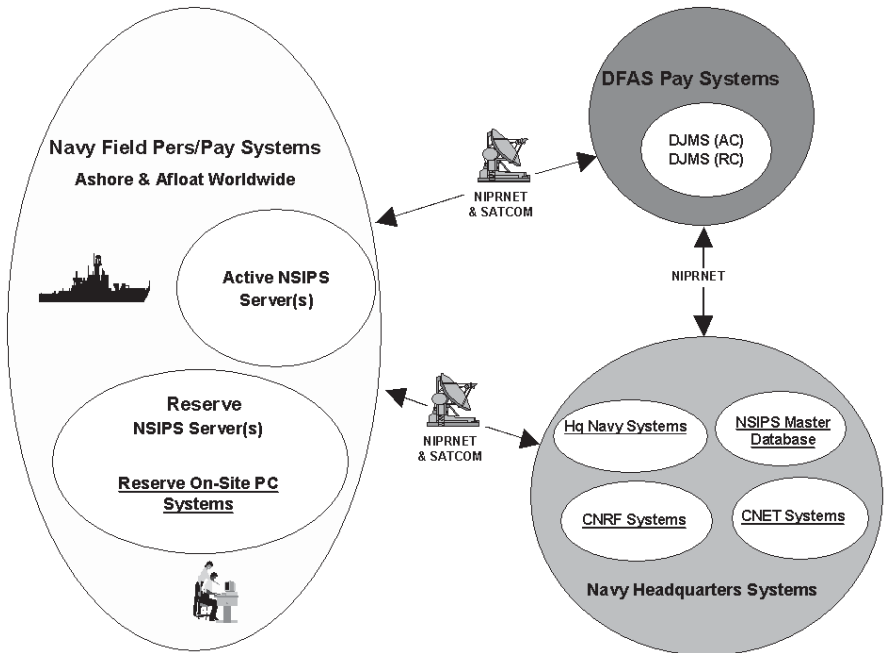 Navy Field Pers/Pay Systems
Ashore & Afloat Worldwide
Active NSIPS
Server(s)
Reserve
NSIPS Server(s)
Reserve On-Site PC
Systems
NIPRNET
& SATCOM
NIPRNET
& SATCOM
DFAS Pay Systems
DJMS (AC)
DJMS (RC)
NIPRNET
Hq Navy Systems
NSIPS Master
Database
CNRF Systems
CNET Systems
Navy Headquarters Systems